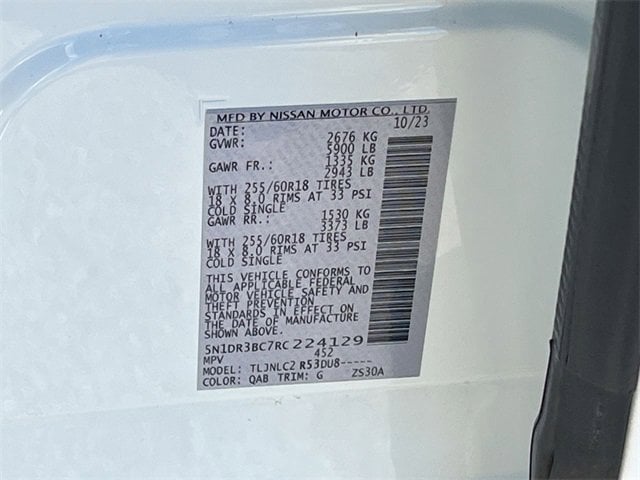 MFD BY NISSAN MOTOR CO., LTD.
DATE: 10/23
GVWR: 2676 KG
5900 LB
GAWR FR.: 1335 KG
2943 LB
WITH 255/60R18 TIRES
18 X 8.0 RIMS AT 33 PSI
COLD SINGLE
GAWR RR.: 1530 KG
3373 LB
WITH 255/60R18 TIRES
18 X 8.0 RIMS AT 33 PSI
COLD SINGLE
THIS VEHICLE CONFORMS TO
ALL APPLICABLE FEDERAL
MOTOR VEHICLE SAFETY AND
THEFT PREVENTION
STANDARDS IN EFFECT ON
THE DATE OF MANUFACTURE
SHOWN ABOVE.
5N1DR3BC7RC224129
MPV 452
MODEL: TLJNLC2 R53DU8-----
COLOR: QAB TRIM: G ZS30A